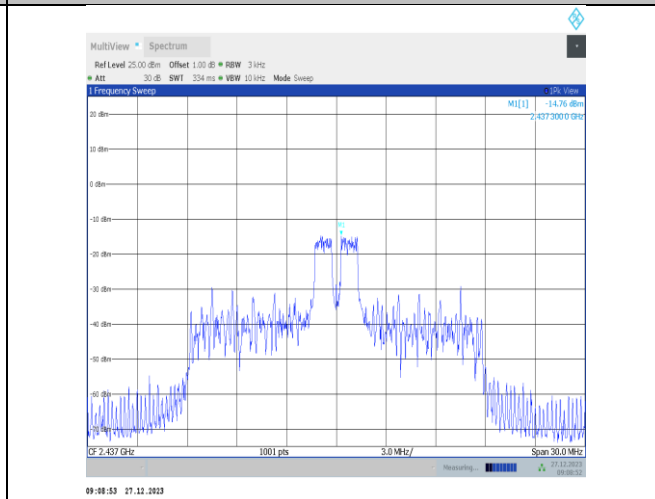 MultiView Spectrum
Ref Level 25.00 dBm Offset 1.00 dB RBW 3 kHz
Att 30 dB SWT 334 ms VBW 10 kHz Mode Sweep
1 Frequency Sweep 1Pk View
M1[1] -14.76 dBm
2.437 300 0 GHz
20 dBm
10 dBm
0 dBm
-10 dBm
M1
-20 dBm
-30 dBm
-40 dBm
-50 dBm
-60 dBm
-70 dBm
CF 2.437 GHz 1001 pts 3.0 MHz/ Span 30.0 MHz
Measuring... 27.12.2023
09:08:52
09:08:53 27.12.2023